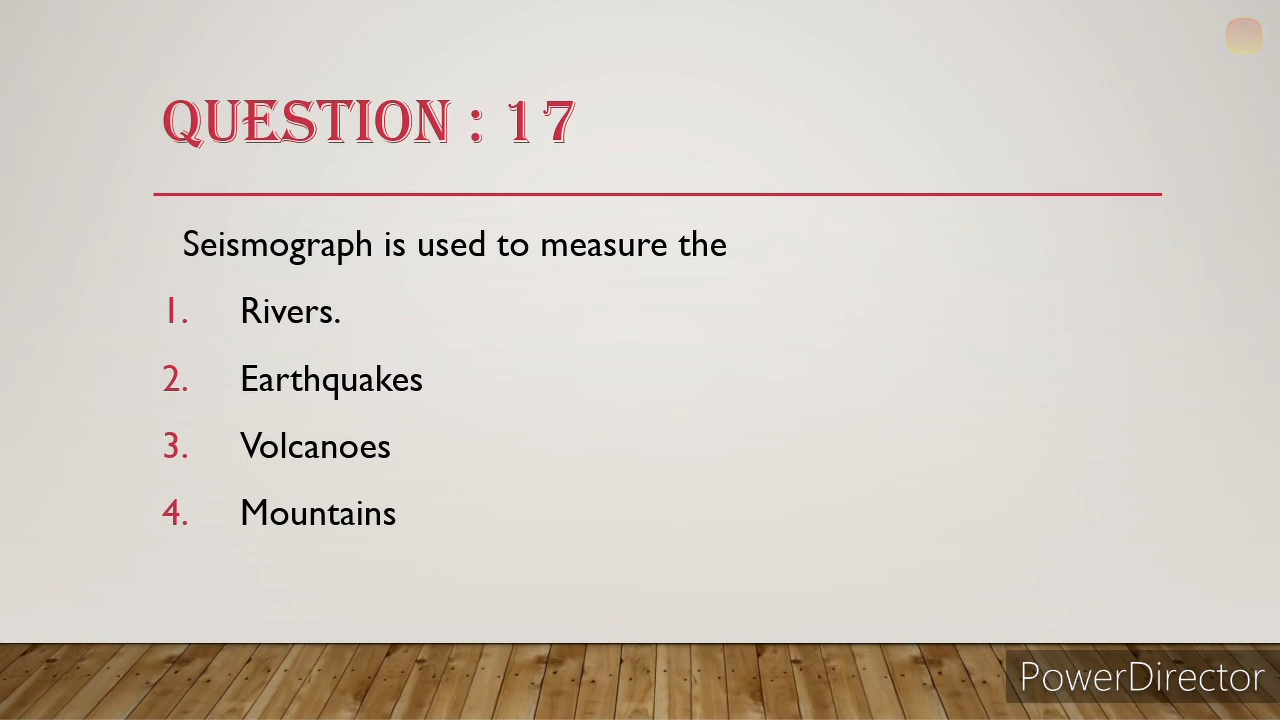 QUESTION : 17
Seismograph is used to measure the
1. Rivers.
2. Earthquakes
3. Volcanoes
4. Mountains
PowerDirector